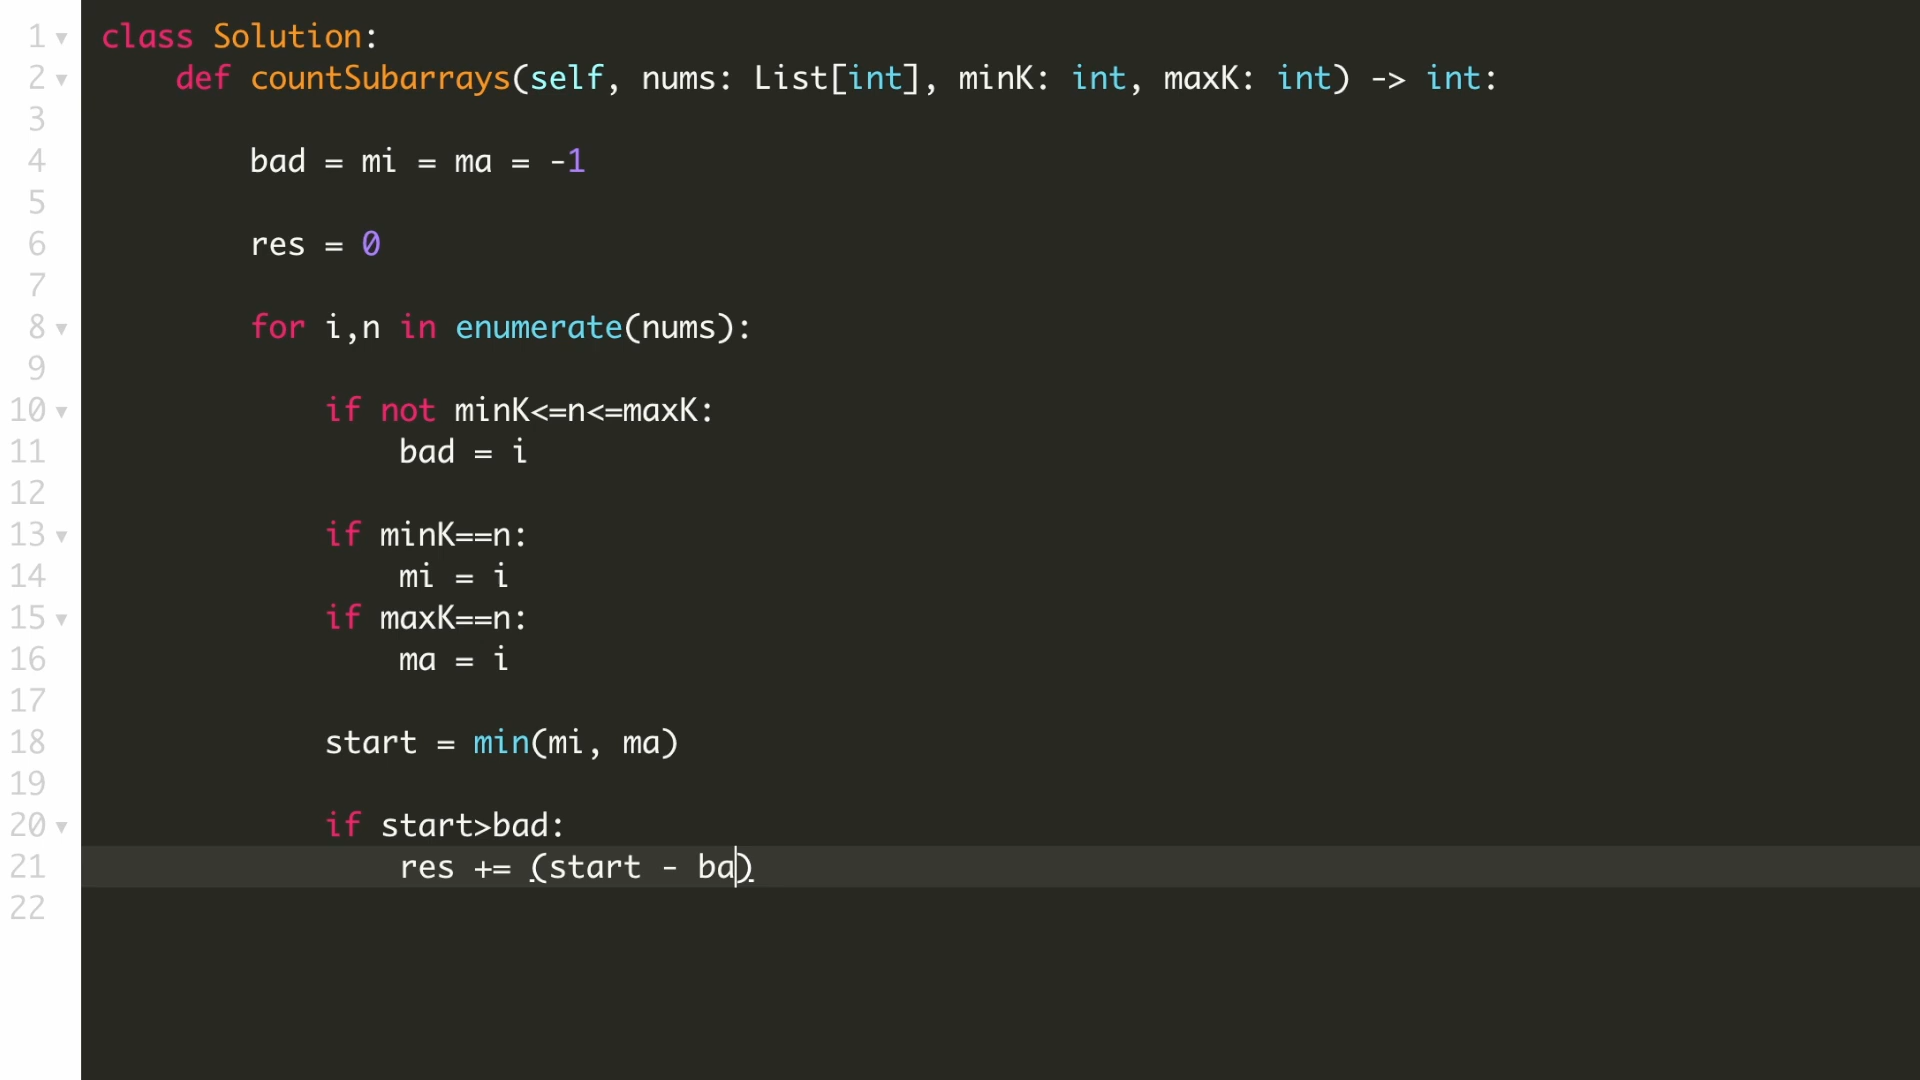 1 class Solution:
2 def countSubarrays(self, nums: List[int], minK: int, maxK: int) -> int:
3
4 bad = mi = ma = -1
5
6 res = 0
7
8 for i,n in enumerate(nums):
9
10 if not minK<=n<=maxK:
11 bad = i
12
13 if minK==n:
14 mi = i
15 if maxK==n:
16 ma = i
17
18 start = min(mi, ma)
19
20 if start>bad:
21 res += (start - ba)
22